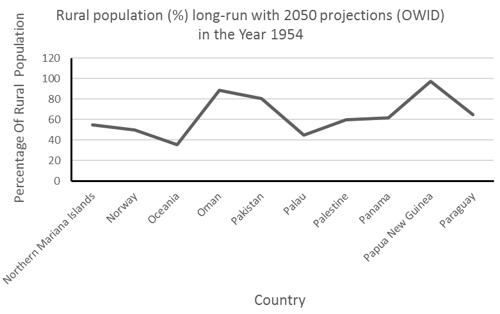 Rural population (%) long-run with 2050 projections (OWID)
in the Year 1954
Percentage Of Rural Population
120
100
80
60
40
20
0
Northern Mariana Islands
Norway
Oceania
Oman
Pakistan
Palau
Palestine
Panama
Papua New Guinea
Paraguay
Country